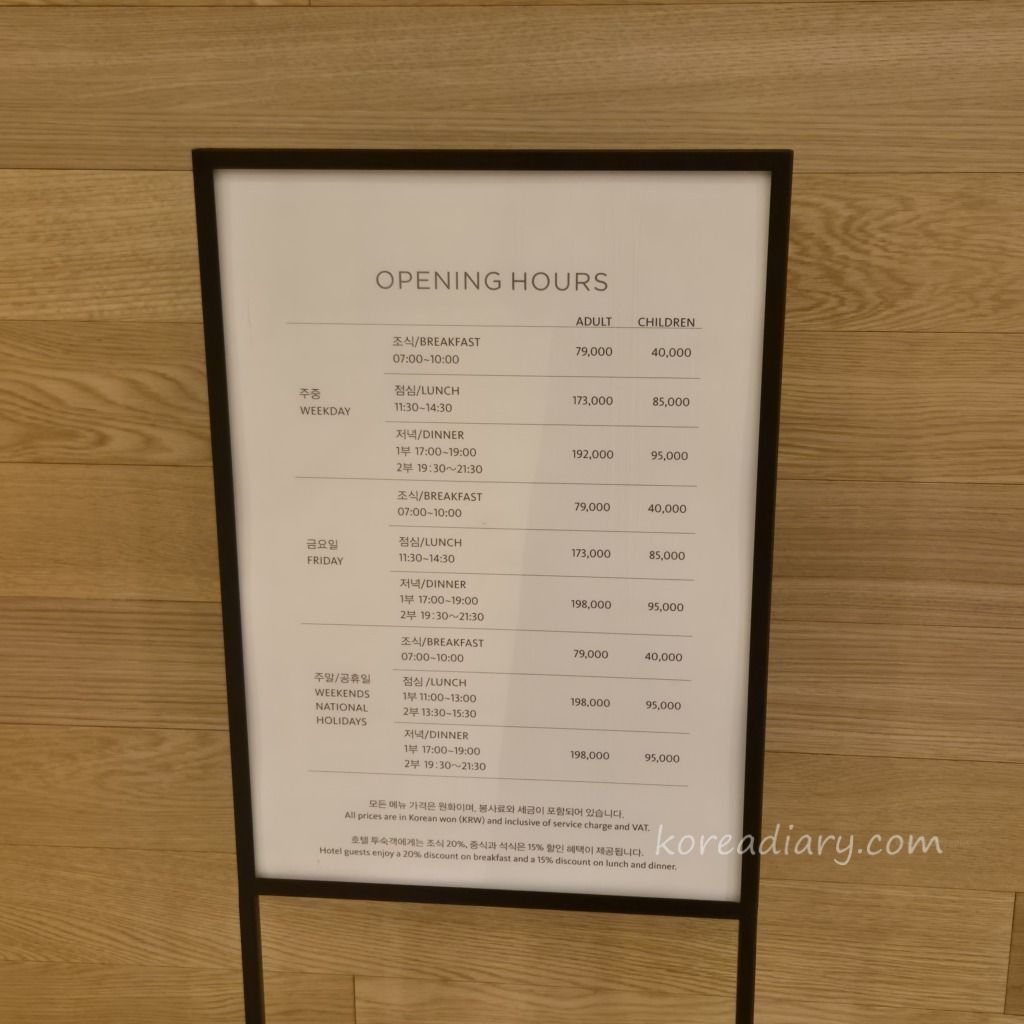 OPENING HOURS
ADULT CHILDREN
조식/BREAKFAST
07:00~10:00
79,000 40,000
주중
WEEKDAY
점심/LUNCH
11:30~14:30
173,000 85,000
저녁/DINNER
1부 17:00~19:00
2부 19:30~21:30
192,000 95,000
조식/BREAKFAST
07:00~10:00
79,000 40,000
금요일
FRIDAY
점심/LUNCH
11:30~14:30
173,000 85,000
저녁/DINNER
1부 17:00~19:00
2부 19:30~21:30
198,000 95,000
조식/BREAKFAST
07:00~10:00
79,000 40,000
주말/공휴일
WEEKENDS
NATIONAL
HOLIDAYS
점심/LUNCH
1부 11:00~13:00
2부 13:30~15:30
198,000 95,000
저녁/DINNER
1부 17:00~19:00
2부 19:30~21:30
198,000 95,000
모든 메뉴 가격은 원화이며, 봉사료와 세금이 포함되어 있습니다.
All prices are in Korean won (KRW) and inclusive of service charge and VAT.
호텔 투숙객에게는 조식 20%, 중식과 석식은 15% 할인 혜택이 제공됩니다.
Hotel guests enjoy a 20% discount on breakfast and a 15% discount on lunch and dinner.
koreadiary.com